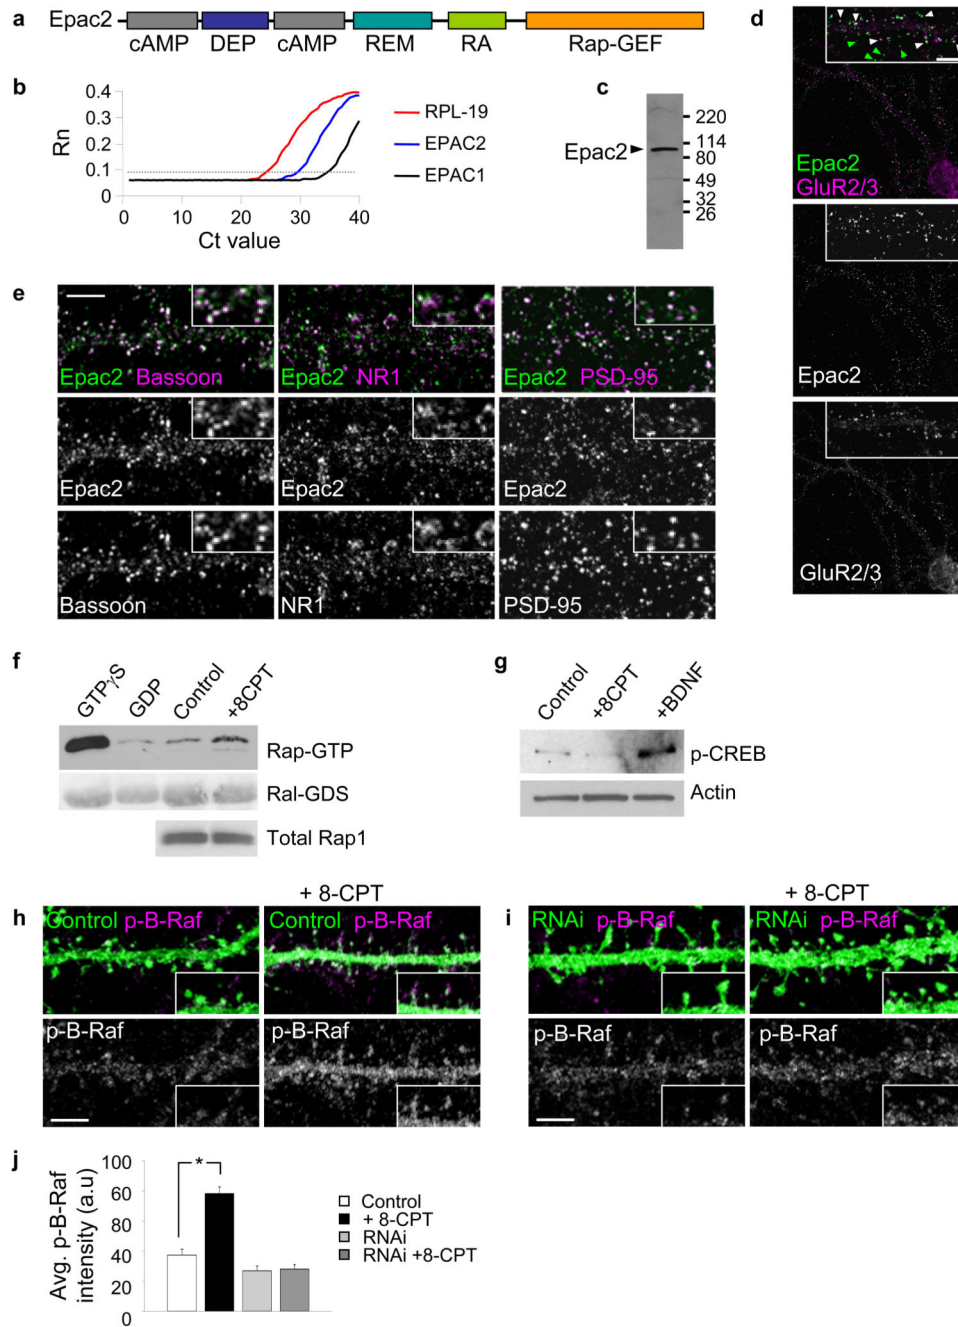 a
Epac2
cAMP DEP cAMP REM RA Rap-GEF
b
Rn
0.4
0.3
0.2
0.1
0
0 10 20 30 40
Ct value
RPL-19
EPAC2
EPAC1
c
Epac2
220
114
80
49
32
26
d
Epac2
GluR2/3
Epac2
GluR2/3
e
Epac2 Bassoon
Epac2 NR1
Epac2 PSD-95
Epac2
Epac2
Epac2
Bassoon
NR1
PSD-95
f
GTPγS GDP Control +8CPT
Rap-GTP
Ral-GDS
Total Rap1
g
Control +8CPT +BDNF
p-CREB
Actin
h
+ 8-CPT
Control p-B-Raf
Control p-B-Raf
p-B-Raf
p-B-Raf
i
+ 8-CPT
RNAi p-B-Raf
RNAi p-B-Raf
p-B-Raf
p-B-Raf
j
Avg. p-B-Raf
intensity (a.u)
100
60
40
20
0
*
Control
+ 8-CPT
RNAi
RNAi +8-CPT